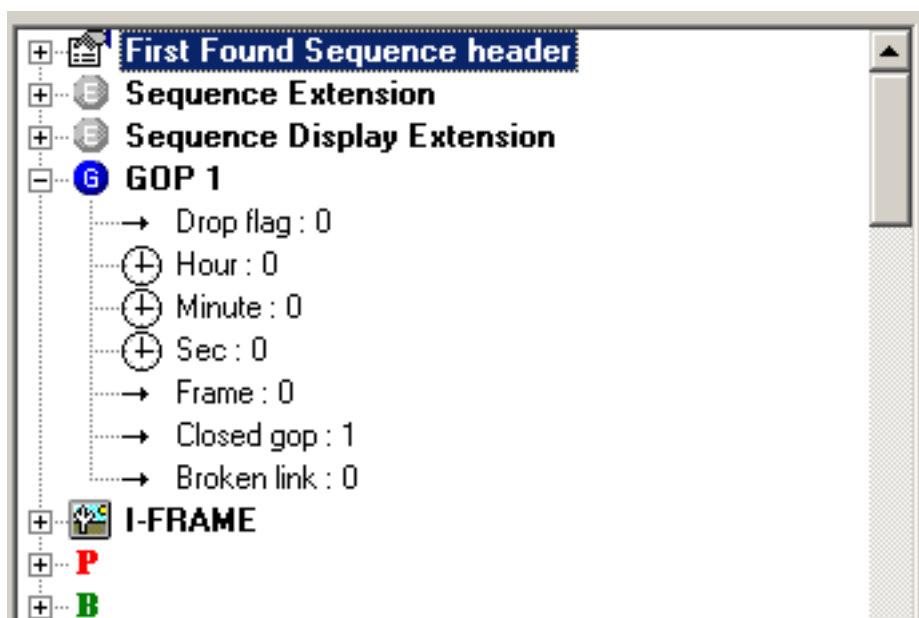 First Found Sequence header
E Sequence Extension
E Sequence Display Extension
G GOP 1
Drop flag : 0
Hour : 0
Minute : 0
Sec : 0
Frame : 0
Closed gop : 1
Broken link : 0
I-FRAME
P
B